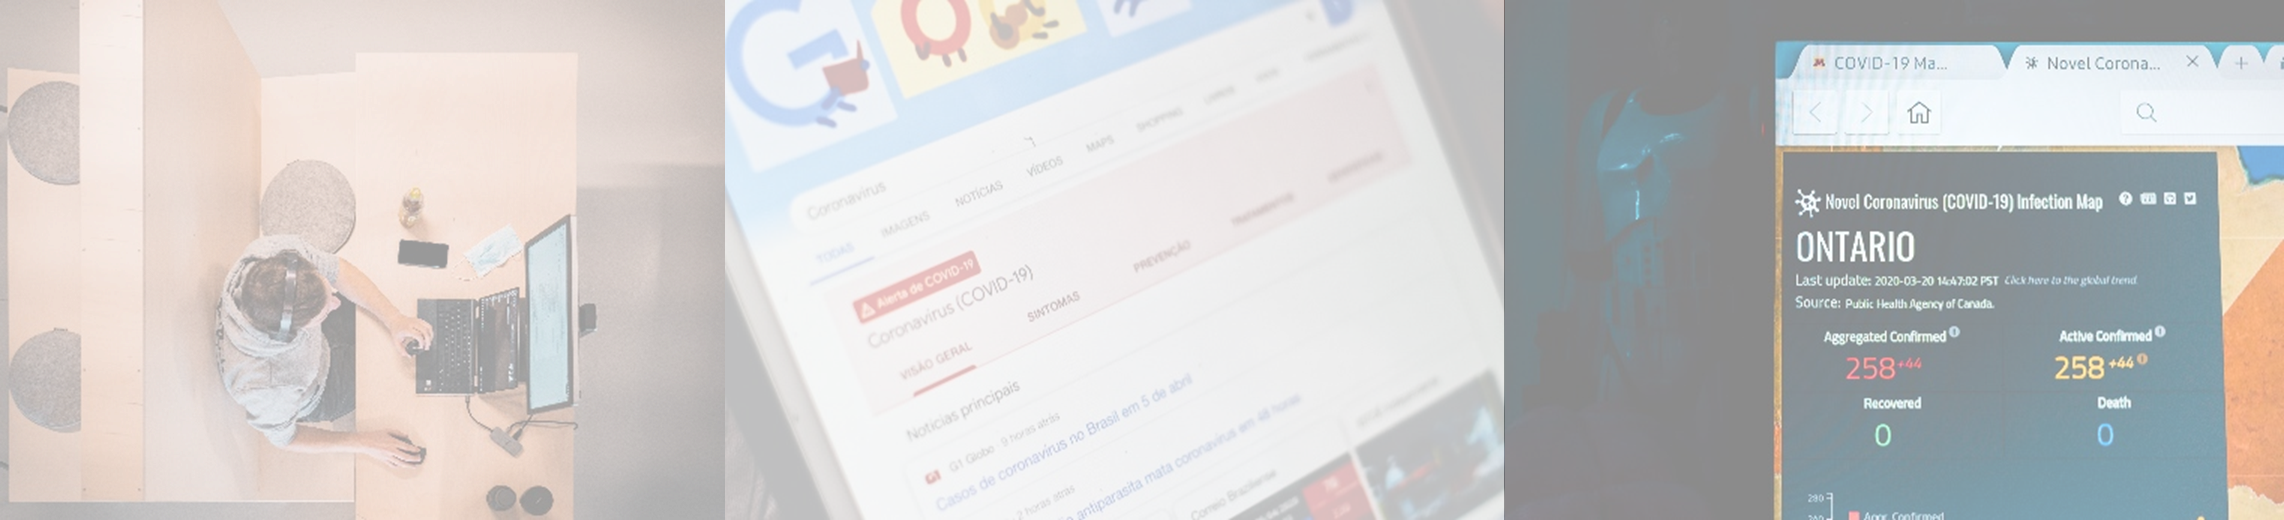 Coronavirus
TODAS IMAGENS NOTÍCIAS VÍDEOS MAPS SHOPPING
Alerta de COVID-19
Coronavirus (COVID-19)
VISÃO GERAL SINTOMAS PREVENÇÃO TRATAMENTOS
Notícias principais
G1 Globo · 9 horas atrás
Casos de coronavírus no Brasil em 5 de abril
2 horas atrás
antiparasita mata coronavírus em 48 horas
Correio Braziliense
COVID-19 Ma...
Novel Corona...
Novel Coronavirus (COVID-19) Infection Map
ONTARIO
Last update: 2020-03-20 14:47:02 PST Click here to the global trend.
Source: Public Health Agency of Canada.
Aggregated Confirmed Active Confirmed
258 +44 258 +44
Recovered Death
0 0
280
Aggr. Confirmed